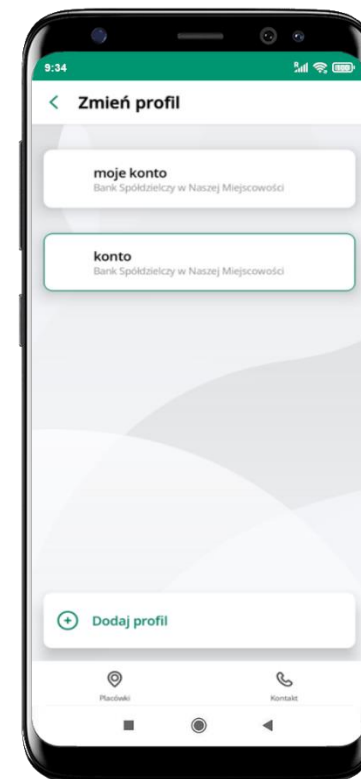 9:34
Zmień profil
moje konto
Bank Spółdzielczy w Naszej Miejscowości
konto
Bank Spółdzielczy w Naszej Miejscowości
Dodaj profil
Placówki
Kontakt